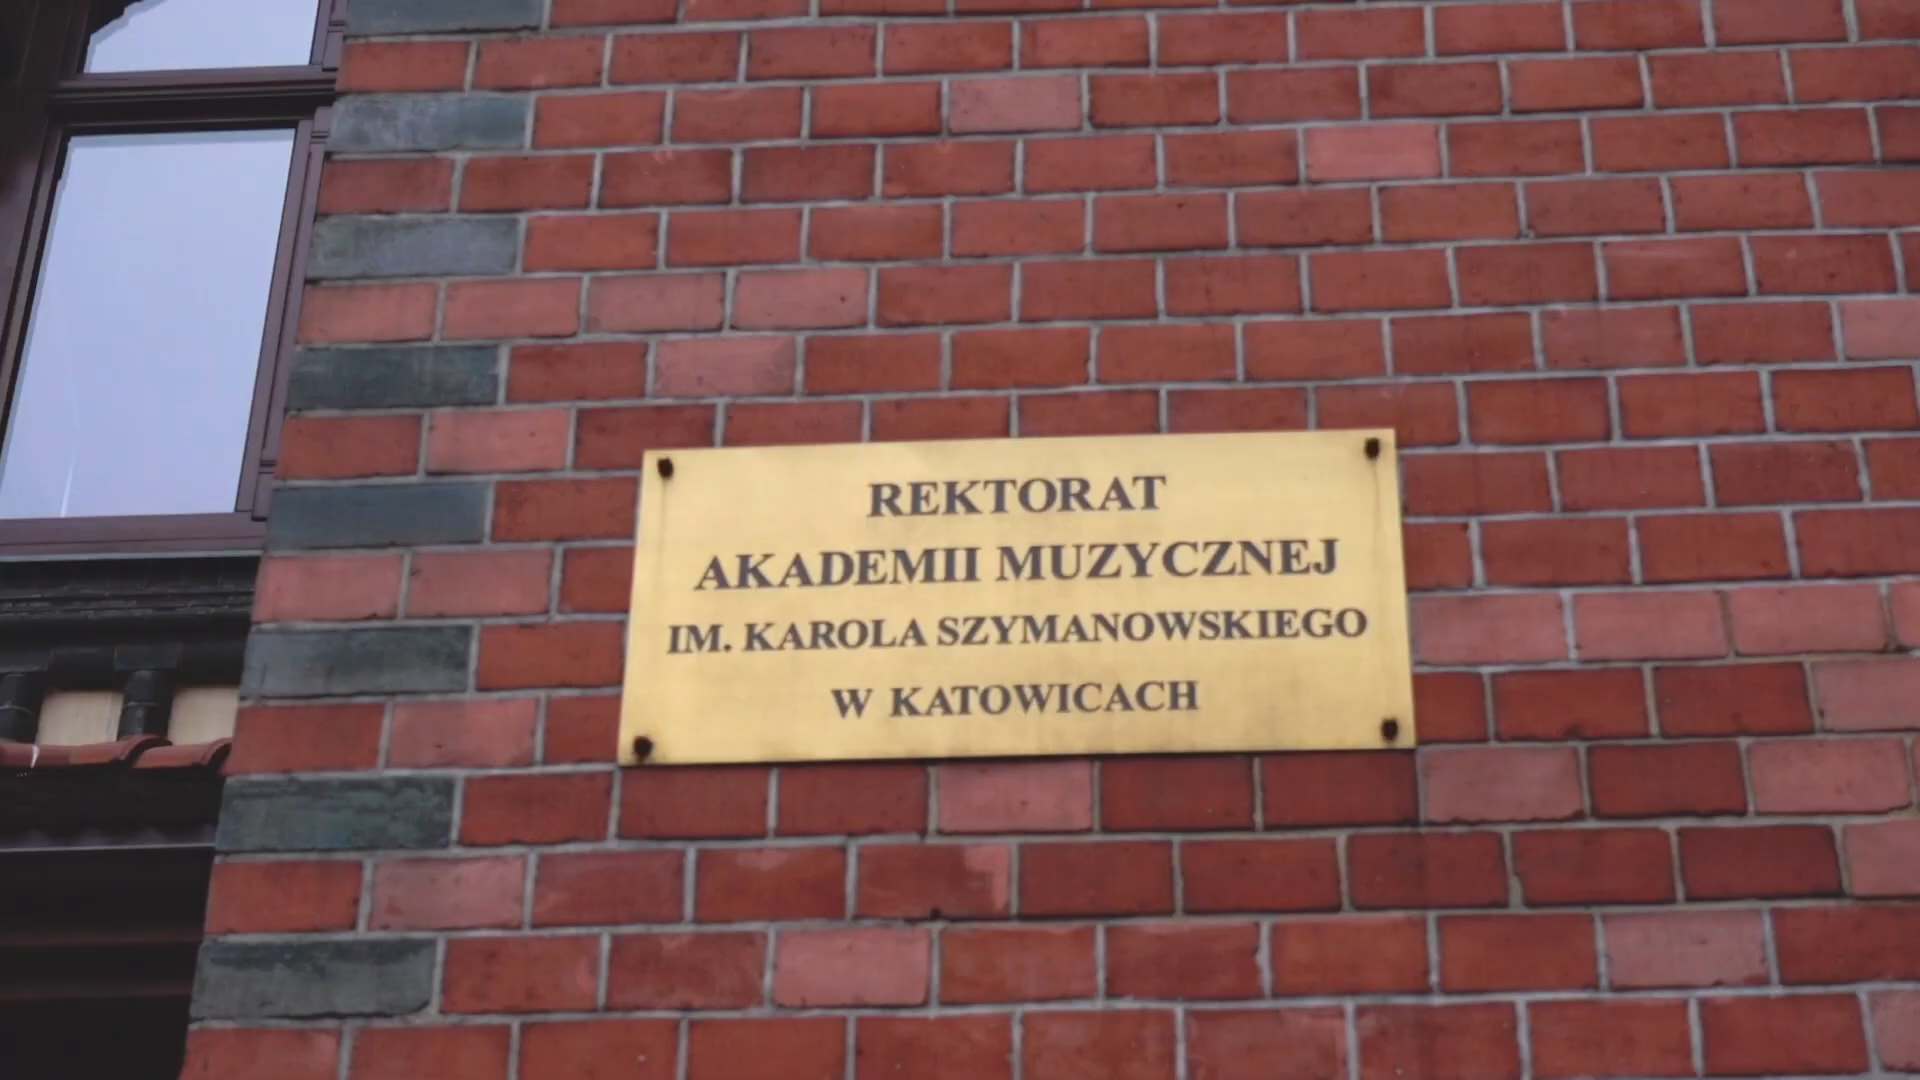 REKTORAT
AKADEMII MUZYCZNEJ
IM. KAROLA SZYMANOWSKIEGO
W KATOWICACH